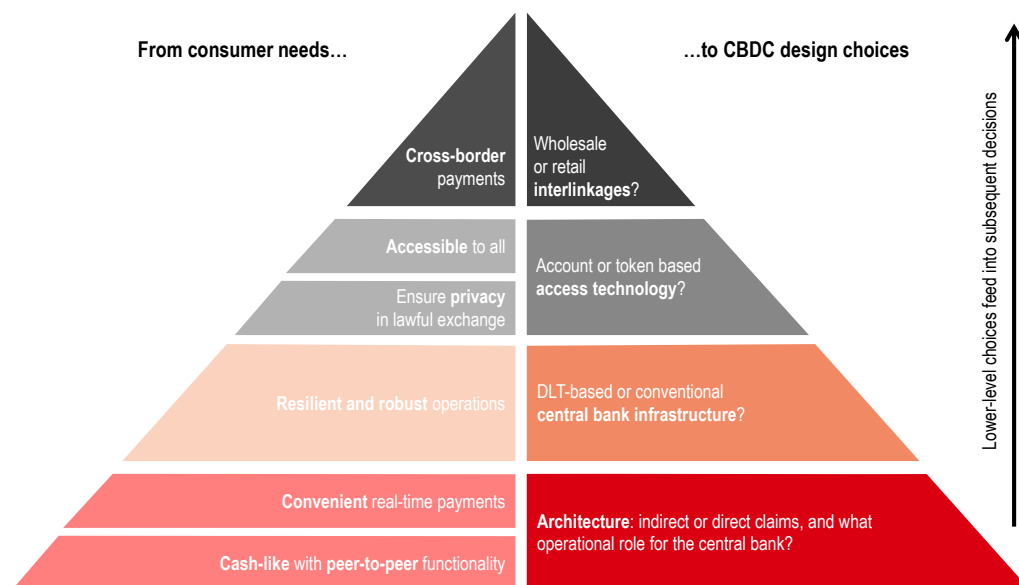 From consumer needs…
…to CBDC design choices
Cross-border
payments
Wholesale
or retail
interlinkages?
Accessible to all
Ensure privacy
in lawful exchange
Account or token based
access technology?
Resilient and robust operations
DLT-based or conventional
central bank infrastructure?
Convenient real-time payments
Cash-like with peer-to-peer functionality
Architecture: indirect or direct claims, and what
operational role for the central bank?
Lower-level choices feed into subsequent decisions